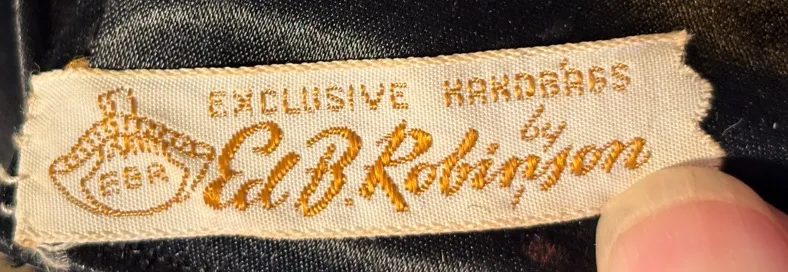 EXCLUSIVE HANDBAGS
by
Ed B. Robinson
EBR